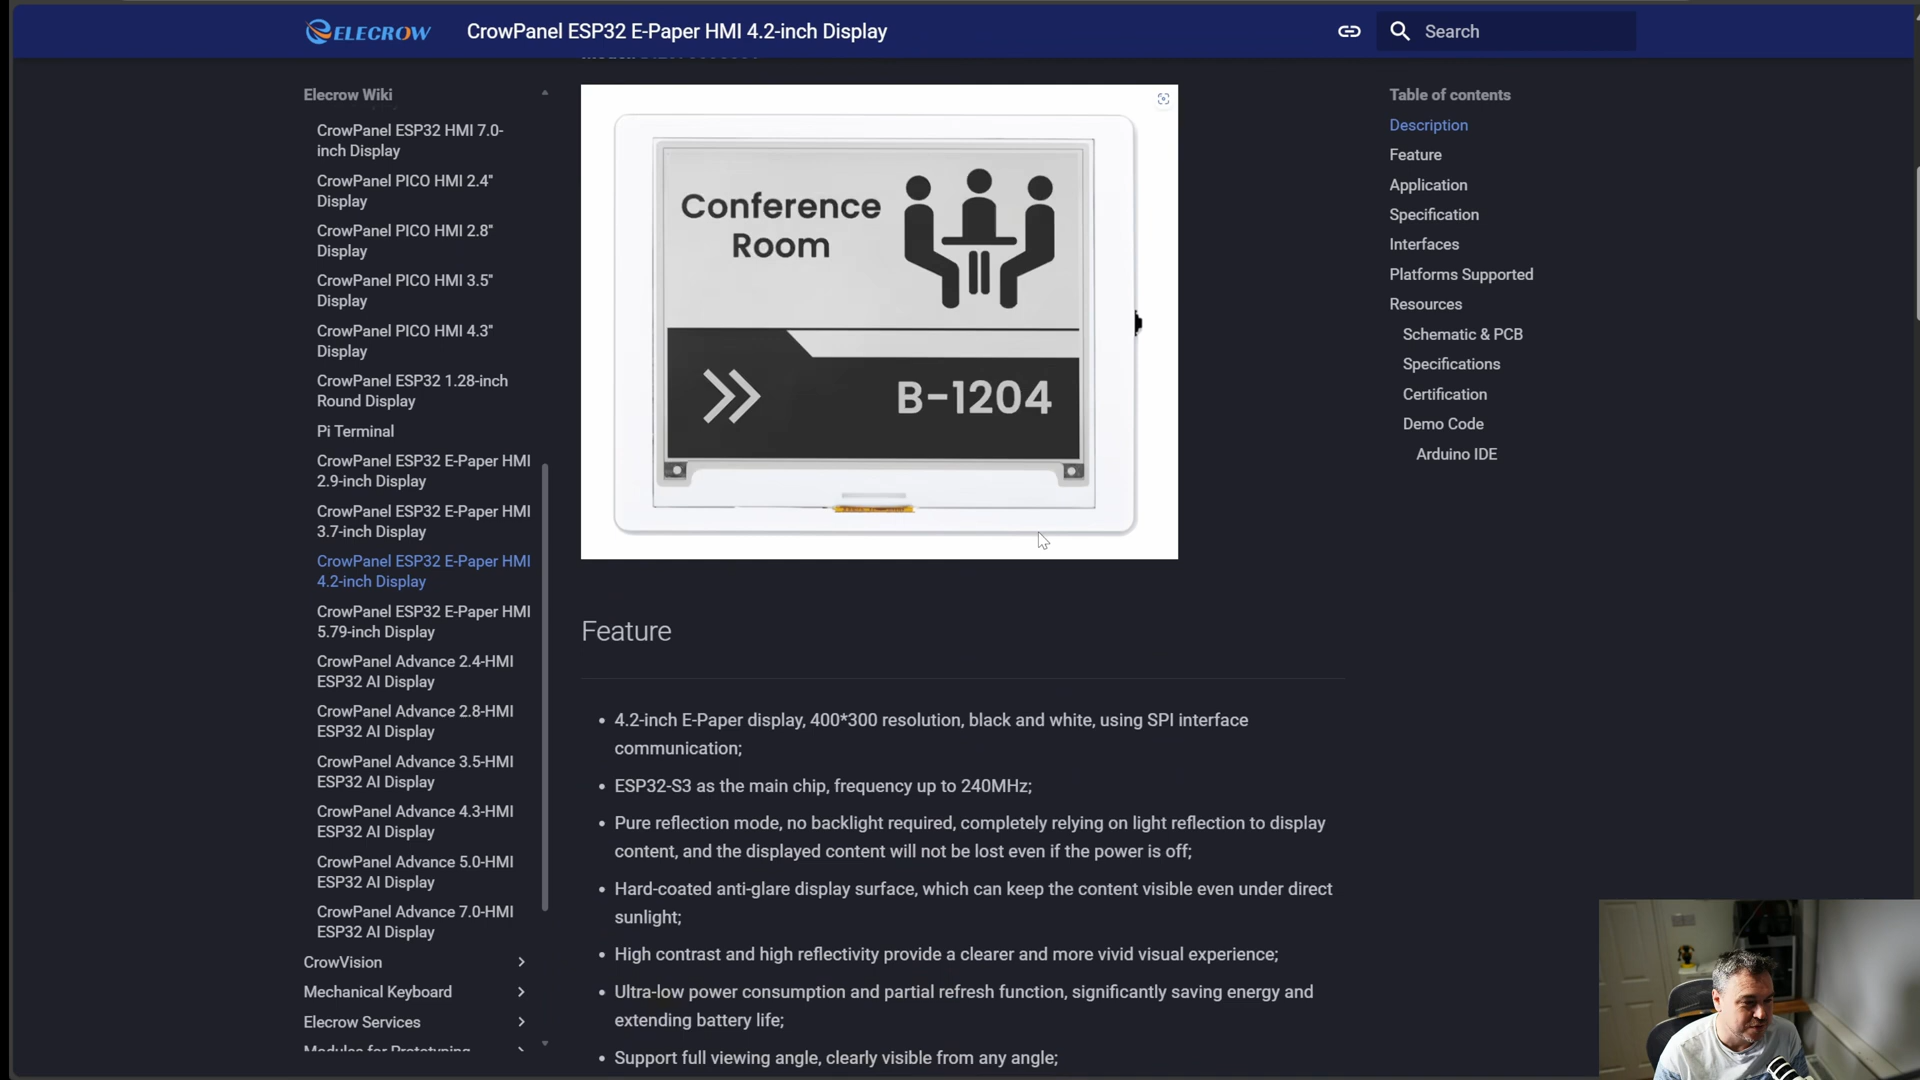 ELECROW
CrowPanel ESP32 E-Paper HMI 4.2-inch Display
Search
Elecrow Wiki
CrowPanel ESP32 HMI 7.0-
inch Display
CrowPanel PICO HMI 2.4"
Display
CrowPanel PICO HMI 2.8"
Display
CrowPanel PICO HMI 3.5"
Display
CrowPanel PICO HMI 4.3"
Display
CrowPanel ESP32 1.28-inch
Round Display
Pi Terminal
CrowPanel ESP32 E-Paper HMI
2.9-inch Display
CrowPanel ESP32 E-Paper HMI
3.7-inch Display
CrowPanel ESP32 E-Paper HMI
4.2-inch Display
CrowPanel ESP32 E-Paper HMI
5.79-inch Display
CrowPanel Advance 2.4-HMI
ESP32 AI Display
CrowPanel Advance 2.8-HMI
ESP32 AI Display
CrowPanel Advance 3.5-HMI
ESP32 AI Display
CrowPanel Advance 4.3-HMI
ESP32 AI Display
CrowPanel Advance 5.0-HMI
ESP32 AI Display
CrowPanel Advance 7.0-HMI
ESP32 AI Display
CrowVision
Mechanical Keyboard
Elecrow Services
Modules for Prototyping
Conference
Room
B-1204
Feature
• 4.2-inch E-Paper display, 400*300 resolution, black and white, using SPI interface
communication;
• ESP32-S3 as the main chip, frequency up to 240MHz;
• Pure reflection mode, no backlight required, completely relying on light reflection to display
content, and the displayed content will not be lost even if the power is off;
• Hard-coated anti-glare display surface, which can keep the content visible even under direct
sunlight;
• High contrast and high reflectivity provide a clearer and more vivid visual experience;
• Ultra-low power consumption and partial refresh function, significantly saving energy and
extending battery life;
• Support full viewing angle, clearly visible from any angle;
Table of contents
Description
Feature
Application
Specification
Interfaces
Platforms Supported
Resources
Schematic & PCB
Specifications
Certification
Demo Code
Arduino IDE